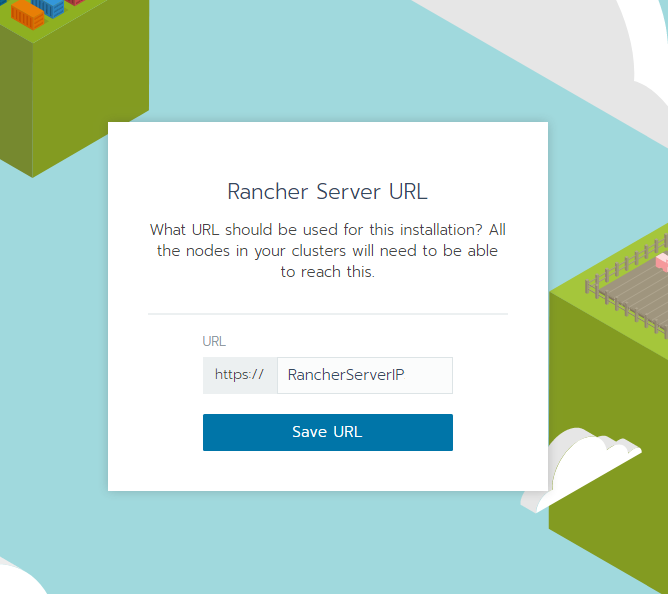 Rancher Server URL
What URL should be used for this installation? All
the nodes in your clusters will need to be able
to reach this.
URL
https:// RancherServerIP
Save URL